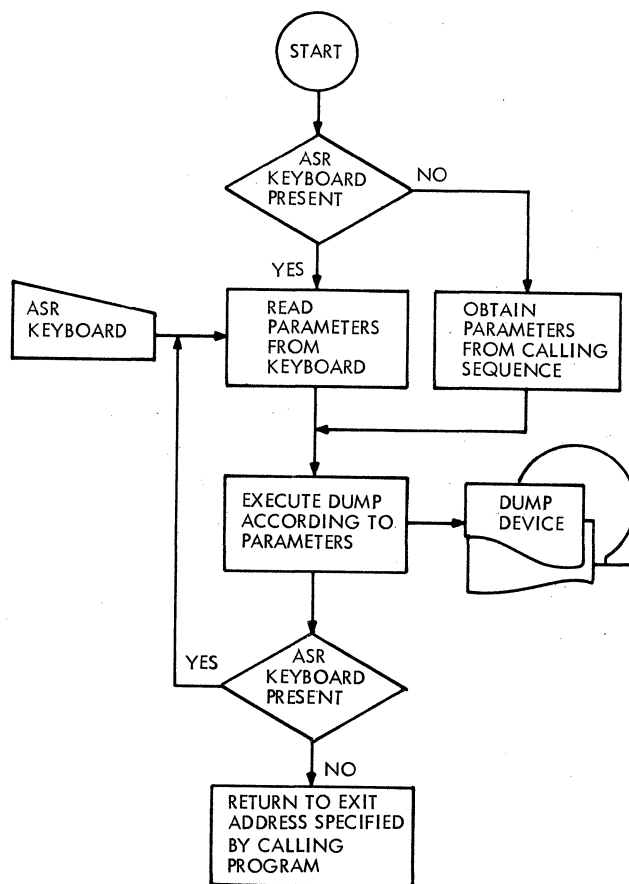 START
ASR
KEYBOARD
PRESENT
NO
YES
ASR
KEYBOARD
READ
PARAMETERS
FROM
KEYBOARD
OBTAIN
PARAMETERS
FROM CALLING
SEQUENCE
EXECUTE DUMP
ACCORDING TO
PARAMETERS
DUMP
DEVICE
YES
ASR
KEYBOARD
PRESENT
NO
RETURN TO EXIT
ADDRESS SPECIFIED
BY CALLING
PROGRAM